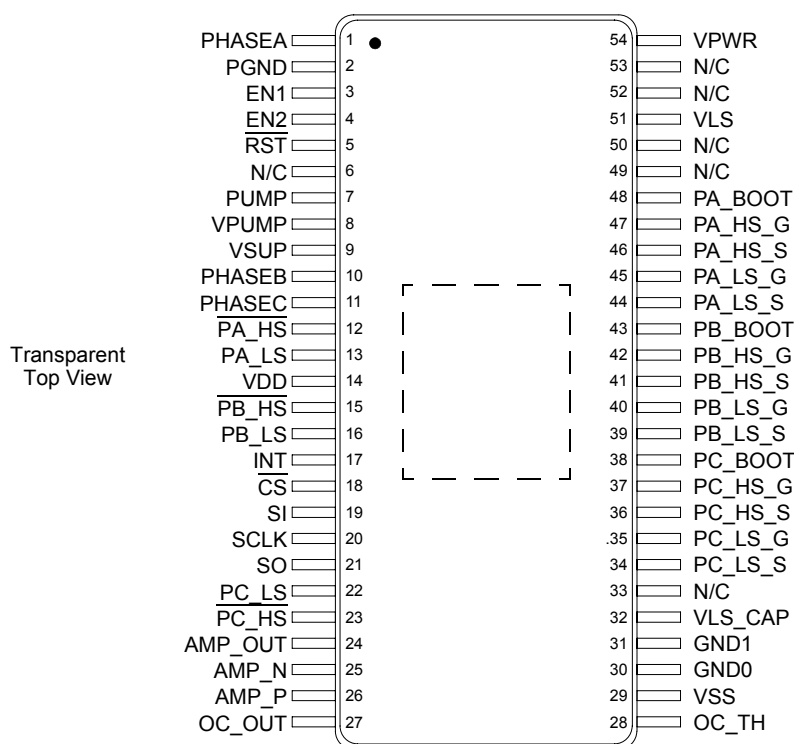 PHASEA 1 54 VPWR
PGND 2 53 N/C
EN1 3 52 N/C
EN2 4 51 VLS
RST 5 50 N/C
N/C 6 49 N/C
PUMP 7 48 PA_BOOT
VPUMP 8 47 PA_HS_G
VSUP 9 46 PA_HS_S
PHASEB 10 45 PA_LS_G
PHASEC 11 44 PA_LS_S
PA_HS 12 43 PB_BOOT
Transparent
Top View
PA_LS 13 42 PB_HS_G
VDD 14 41 PB_HS_S
PB_HS 15 40 PB_LS_G
PB_LS 16 39 PB_LS_S
INT 17 38 PC_BOOT
CS 18 37 PC_HS_G
SI 19 36 PC_HS_S
SCLK 20 .35 PC_LS_G
SO 21 34 PC_LS_S
PC_LS 22 33 N/C
PC_HS 23 32 VLS_CAP
AMP_OUT 24 31 GND1
AMP_N 25 30 GND0
AMP_P 26 29 VSS
OC_OUT 27 28 OC_TH